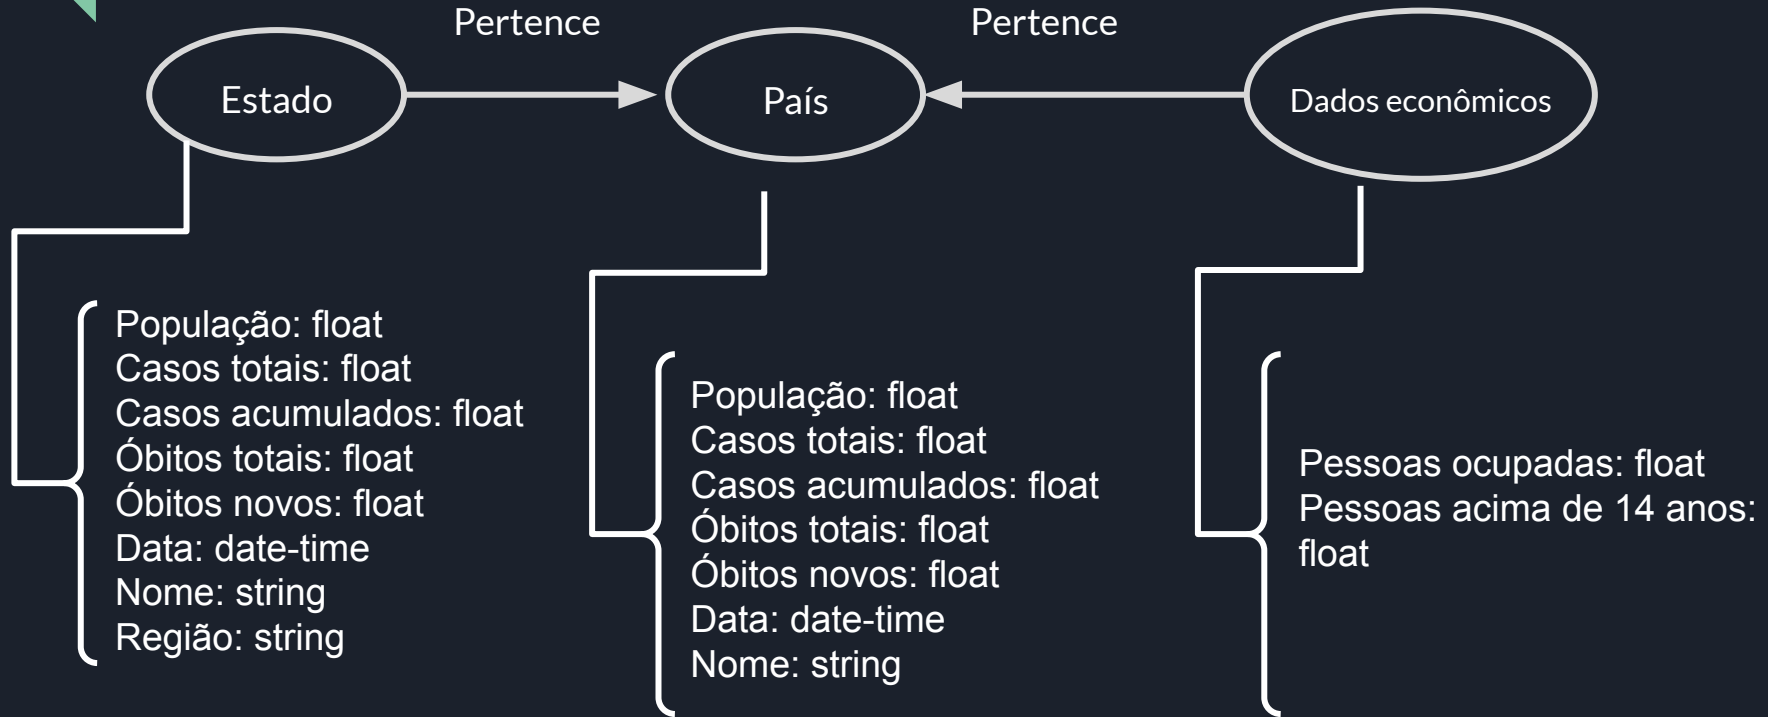 Pertence
Pertence
Estado
País
Dados econômicos
População: float
Casos totais: float
Casos acumulados: float
Óbitos totais: float
Óbitos novos: float
Data: date-time
Nome: string
Região: string
População: float
Casos totais: float
Casos acumulados: float
Óbitos totais: float
Óbitos novos: float
Data: date-time
Nome: string
Pessoas ocupadas: float
Pessoas acima de 14 anos:
float